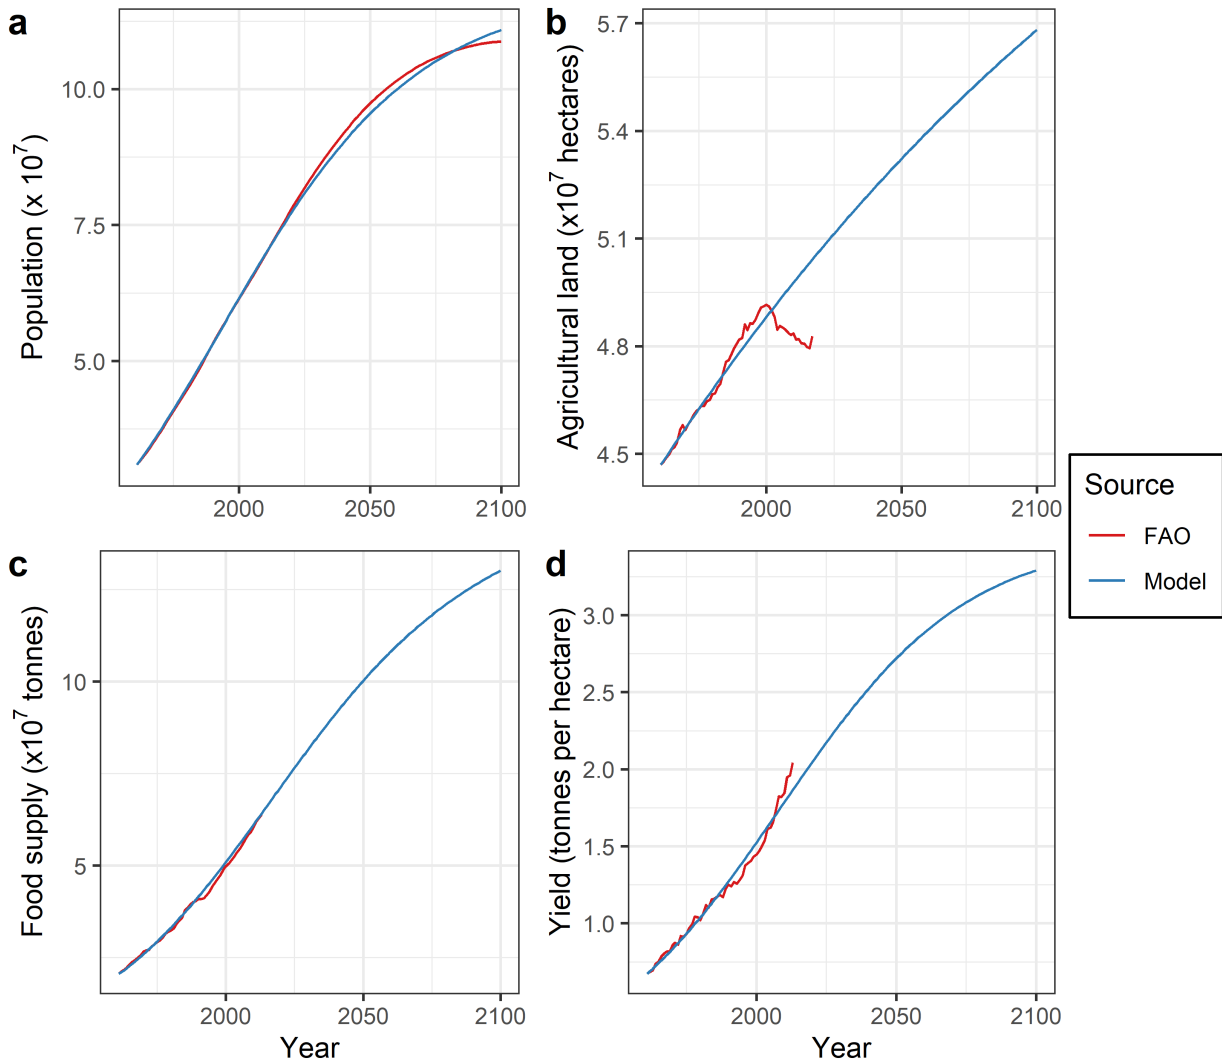 a
Population (x 10⁷)
10.0
7.5
5.0
2000 2050 2100
b
Agricultural land (x10⁷ hectares)
5.7
5.4
5.1
4.8
4.5
2000 2050 2100
c
Food supply (x10⁷ tonnes)
10
5
2000 2050 2100
Year
d
Yield (tonnes per hectare)
3.0
2.5
2.0
1.5
1.0
2000 2050 2100
Year
Source
FAO
Model